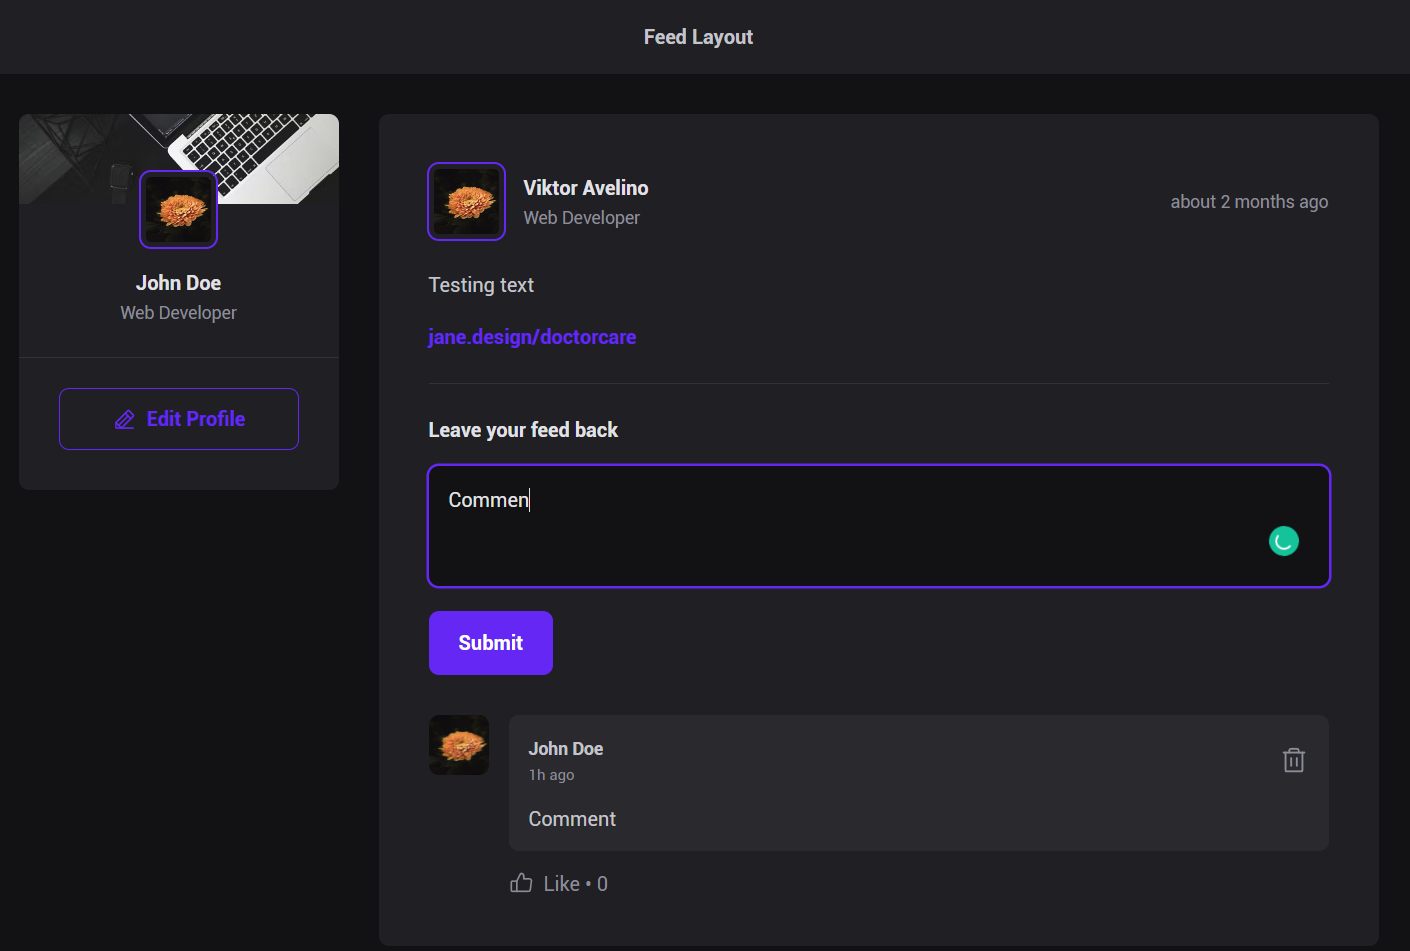 Feed Layout
John Doe
Web Developer
Edit Profile
Viktor Avelino
Web Developer
about 2 months ago
Testing text
jane.design/doctorcare
Leave your feed back
Commen
Submit
John Doe
1h ago
Comment
Like • 0